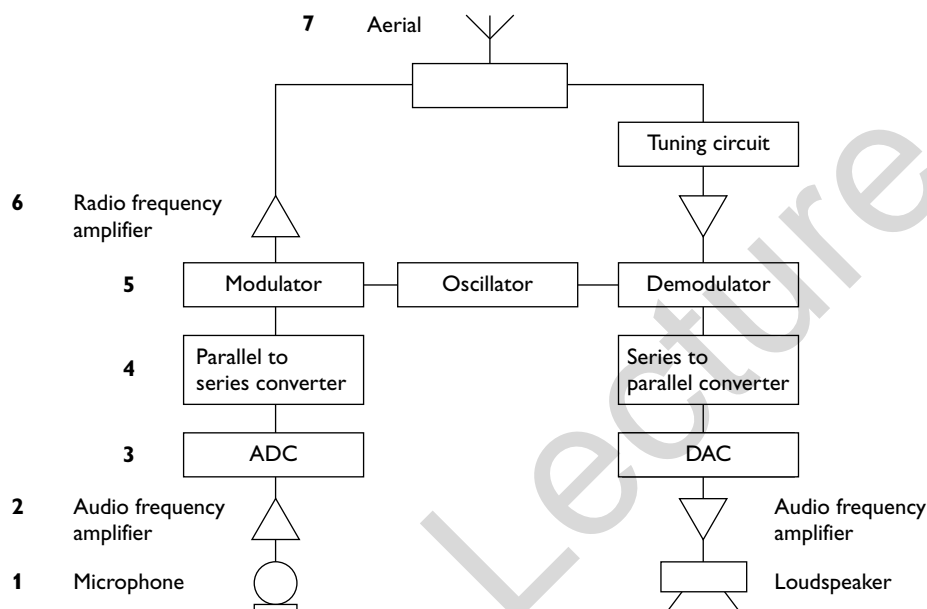 7 Aerial
Tuning circuit
6 Radio frequency
amplifier
5 Modulator Oscillator Demodulator
4 Parallel to
series converter
Series to
parallel converter
3 ADC DAC
2 Audio frequency
amplifier
Audio frequency
amplifier
1 Microphone Loudspeaker
Lecture